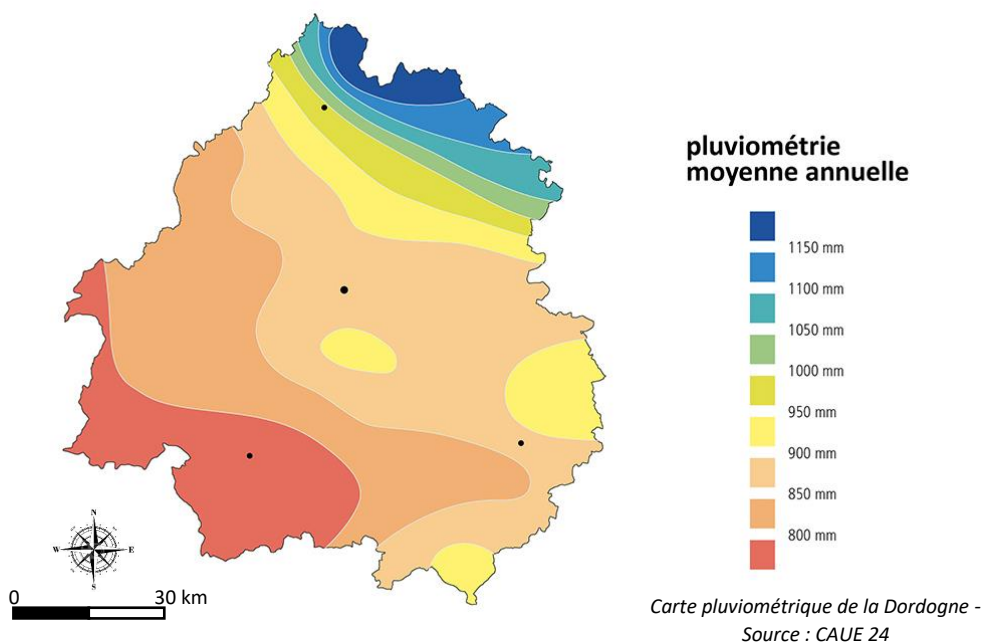 pluviométrie
moyenne annuelle
1150 mm
1100 mm
1050 mm
1000 mm
950 mm
900 mm
850 mm
800 mm
N
W E
S
0 30 km
Carte pluviométrique de la Dordogne -
Source : CAUE 24